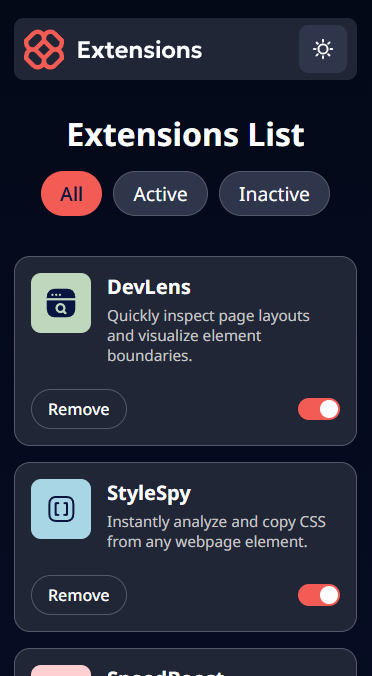 Extensions
Extensions List
All Active Inactive
DevLens
Quickly inspect page layouts
and visualize element
boundaries.
Remove
StyleSpy
Instantly analyze and copy CSS
from any webpage element.
Remove
SpeedBoost